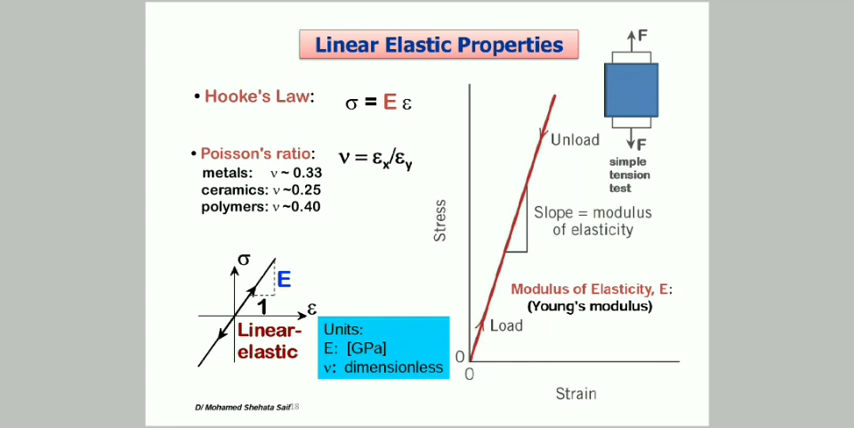 Linear Elastic Properties
• Hooke's Law: σ = E ε
• Poisson's ratio: ν = εx/εy
metals: ν ~ 0.33
ceramics: ν ~0.25
polymers: ν ~0.40
σ
E
1
ε
Linear-
elastic
Units:
E: [GPa]
ν: dimensionless
F
F
simple
tension
test
Stress
Unload
Slope = modulus
of elasticity
Modulus of Elasticity, E:
(Young's modulus)
Load
0
0
Strain
D/ Mohamed Shehata Saif18